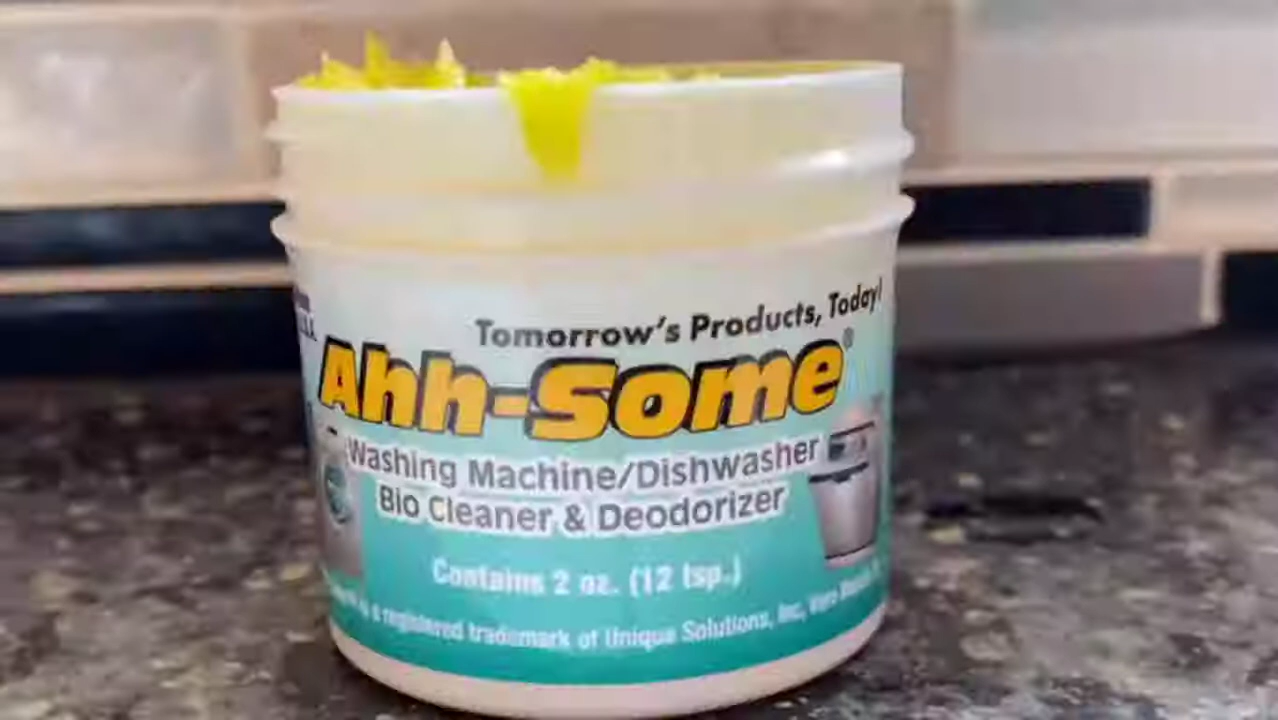 Tomorrow's Products, Today!
Ahh-Some®
Washing Machine/Dishwasher
Bio Cleaner & Deodorizer
Contains 2 oz. (12 tsp.)
is a registered trademark of Unique Solutions, Inc,